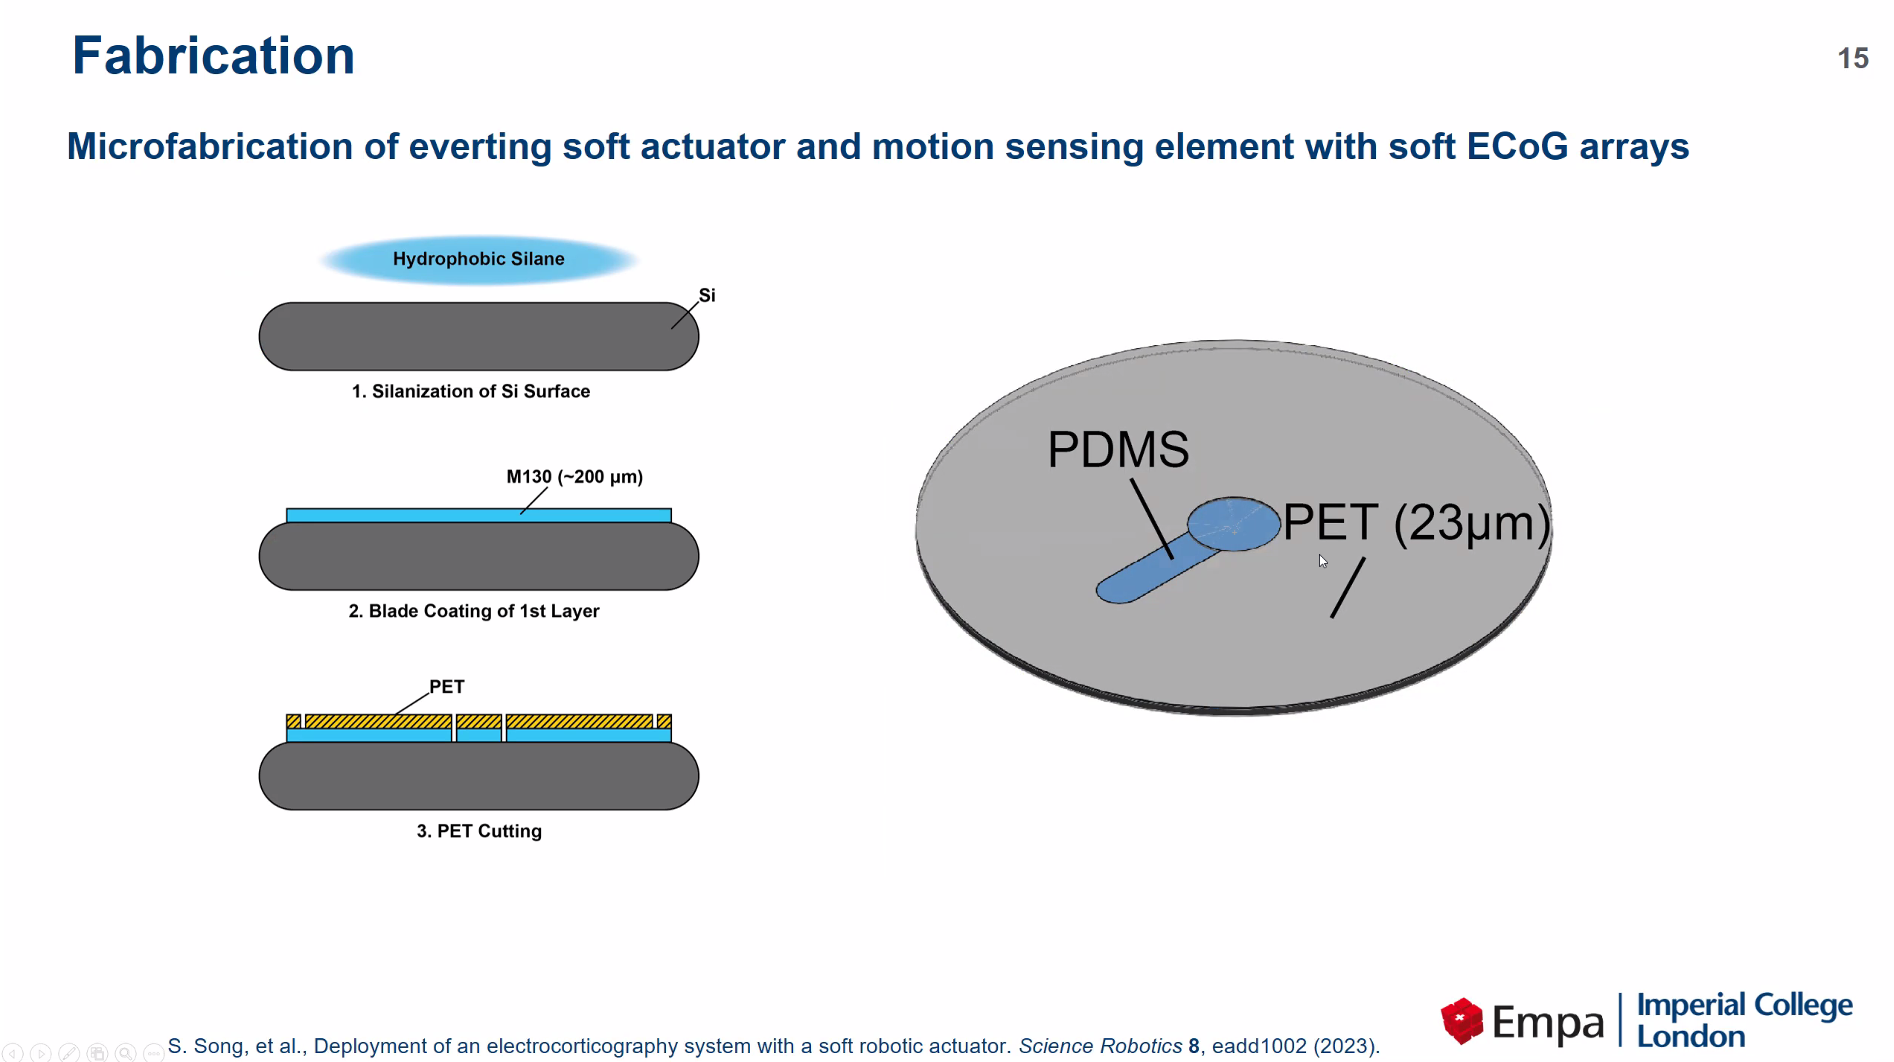 Fabrication
15
Microfabrication of everting soft actuator and motion sensing element with soft ECoG arrays
Hydrophobic Silane
Si
1. Silanization of Si Surface
M130 (~200 µm)
2. Blade Coating of 1st Layer
PET
3. PET Cutting
PDMS
PET (23µm)
Empa
Imperial College
London
S. Song, et al., Deployment of an electrocorticography system with a soft robotic actuator. Science Robotics 8, eadd1002 (2023).